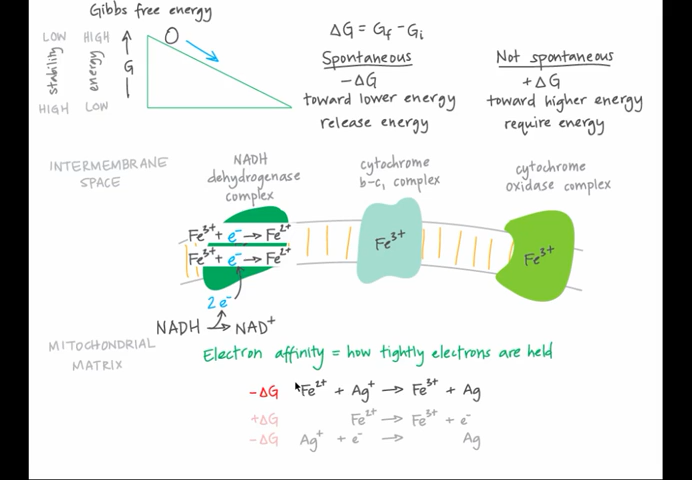 Gibbs free energy
LOW HIGH
stability energy G
HIGH LOW
ΔG = Gf - Gi
Spontaneous
-ΔG
toward lower energy
release energy
Not spontaneous
+ΔG
toward higher energy
require energy
INTERMEMBRANE
SPACE
NADH
dehydrogenase
complex
cytochrome
b-c₁ complex
cytochrome
oxidase complex
Fe³⁺ + e⁻ → Fe²⁺
Fe³⁺ + e⁻ → Fe²⁺
Fe³⁺
Fe³⁺
2e⁻
NADH → NAD⁺
MITOCHONDRIAL
MATRIX
Electron affinity = how tightly electrons are held
-ΔG Fe²⁺ + Ag⁺ → Fe³⁺ + Ag
+ΔG Fe²⁺ → Fe³⁺ + e⁻
-ΔG Ag⁺ + e⁻ → Ag